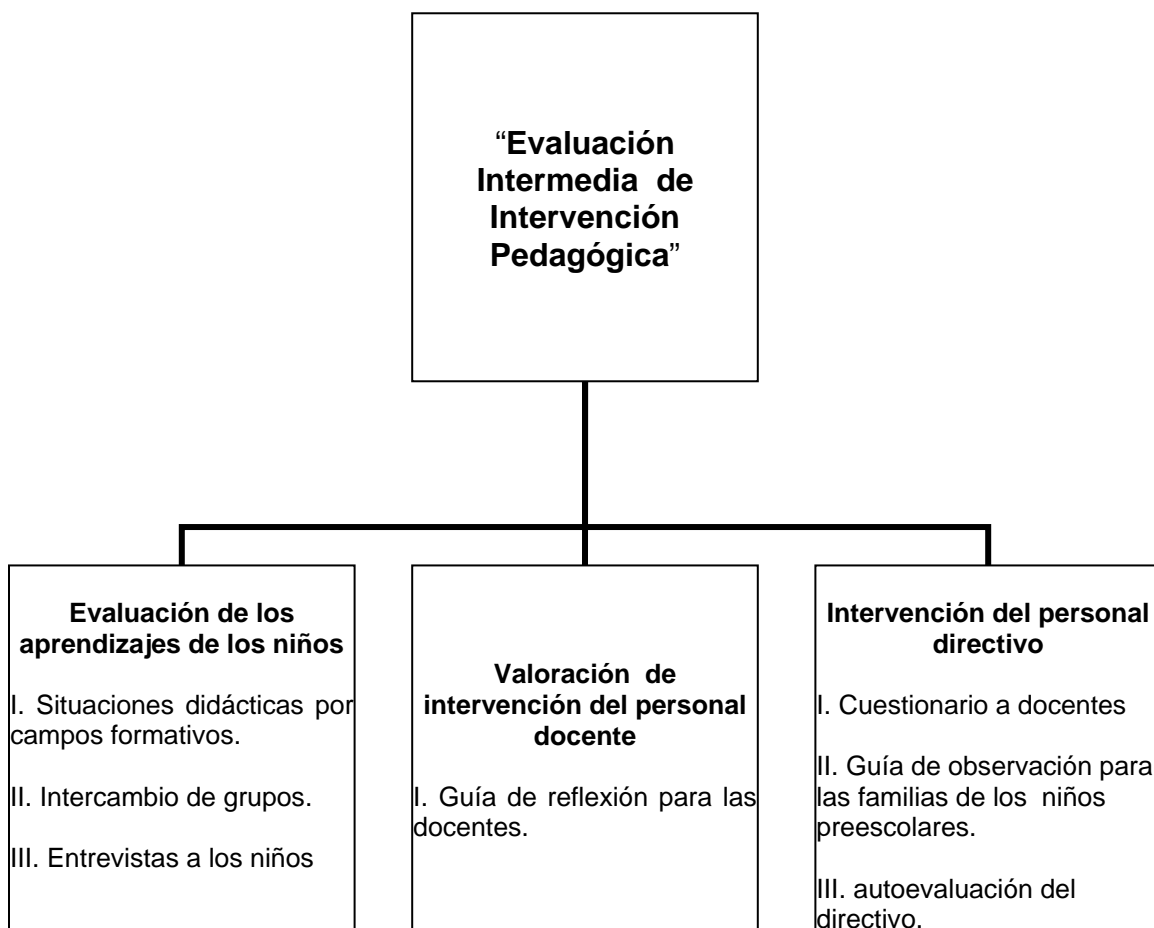 “Evaluación
Intermedia de
Intervención
Pedagógica”
Evaluación de los
aprendizajes de los niños
I. Situaciones didácticas por
campos formativos.
II. Intercambio de grupos.
III. Entrevistas a los niños
Valoración de
intervención del personal
docente
I. Guía de reflexión para las
docentes.
Intervención del personal
directivo
I. Cuestionario a docentes
II. Guía de observación para
las familias de los niños
preescolares.
III. autoevaluación del
directivo.